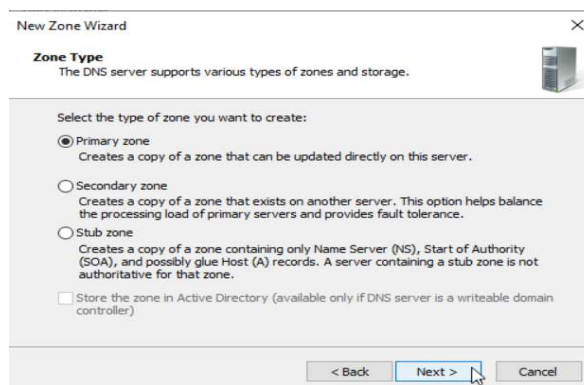 New Zone Wizard
Zone Type
The DNS server supports various types of zones and storage.
Select the type of zone you want to create:
Primary zone
Creates a copy of a zone that can be updated directly on this server.
Secondary zone
Creates a copy of a zone that exists on another server. This option helps balance
the processing load of primary servers and provides fault tolerance.
Stub zone
Creates a copy of a zone containing only Name Server (NS), Start of Authority
(SOA), and possibly glue Host (A) records. A server containing a stub zone is not
authoritative for that zone.
Store the zone in Active Directory (available only if DNS server is a writeable domain
controller)
< Back Next > Cancel